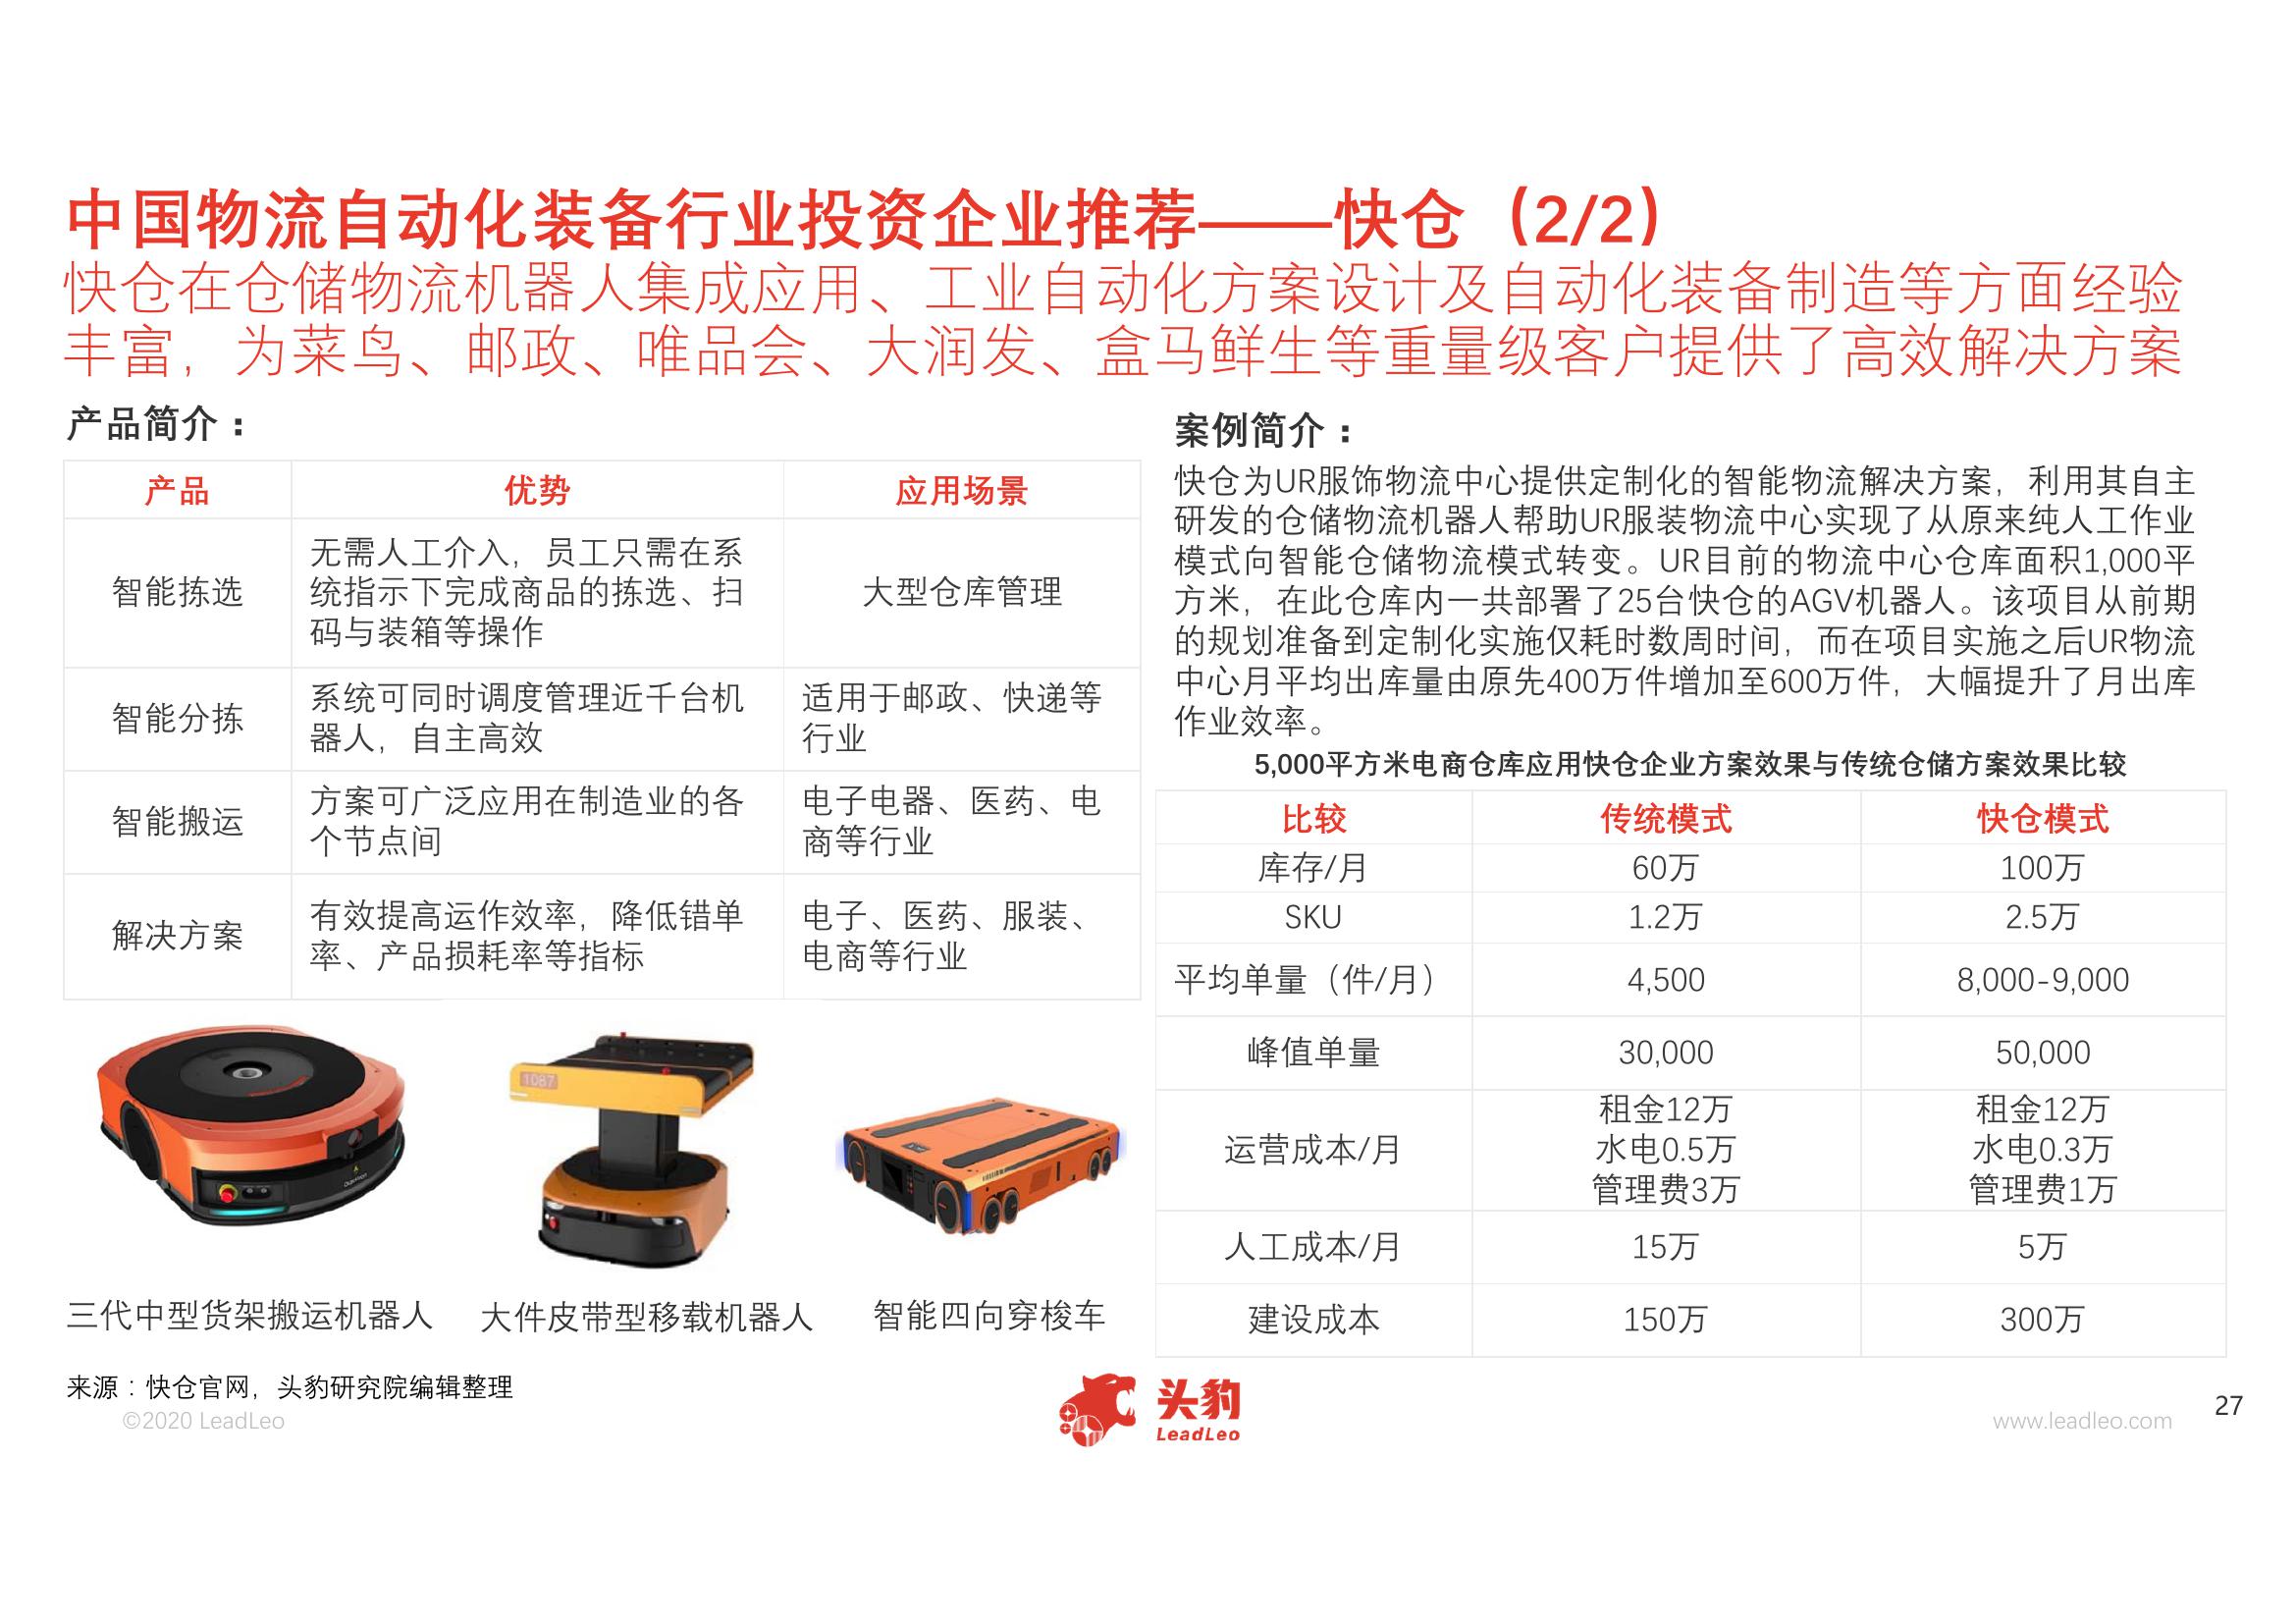 中国物流自动化装备行业投资企业推荐——快仓（2/2）
快仓在仓储物流机器人集成应用、工业自动化方案设计及自动化装备制造等方面经验
丰富，为菜鸟、邮政、唯品会、大润发、盒马鲜生等重量级客户提供了高效解决方案
产品简介：
产品 优势 应用场景
智能拣选
无需人工介入，员工只需在系
统指示下完成商品的拣选、扫
码与装箱等操作
大型仓库管理
智能分拣
系统可同时调度管理近千台机
器人，自主高效
适用于邮政、快递等
行业
智能搬运
方案可广泛应用在制造业的各
个节点间
电子电器、医药、电
商等行业
解决方案
有效提高运作效率，降低错单
率、产品损耗率等指标
电子、医药、服装、
电商等行业
1087
三代中型货架搬运机器人
大件皮带型移载机器人
智能四向穿梭车
案例简介：
快仓为UR服饰物流中心提供定制化的智能物流解决方案，利用其自主
研发的仓储物流机器人帮助UR服装物流中心实现了从原来纯人工作业
模式向智能仓储物流模式转变。UR目前的物流中心仓库面积1,000平
方米，在此仓库内一共部署了25台快仓的AGV机器人。该项目从前期
的规划准备到定制化实施仅耗时数周时间，而在项目实施之后UR物流
中心月平均出库量由原先400万件增加至600万件，大幅提升了月出库
作业效率。
5,000平方米电商仓库应用快仓企业方案效果与传统仓储方案效果比较
比较 传统模式 快仓模式
库存/月 60万 100万
SKU 1.2万 2.5万
平均单量（件/月） 4,500 8,000-9,000
峰值单量 30,000 50,000
运营成本/月
租金12万
水电0.5万
管理费3万
租金12万
水电0.3万
管理费1万
人工成本/月 15万 5万
建设成本 150万 300万
来源：快仓官网，头豹研究院编辑整理
©2020 LeadLeo
头豹
LeadLeo
www.leadleo.com
27